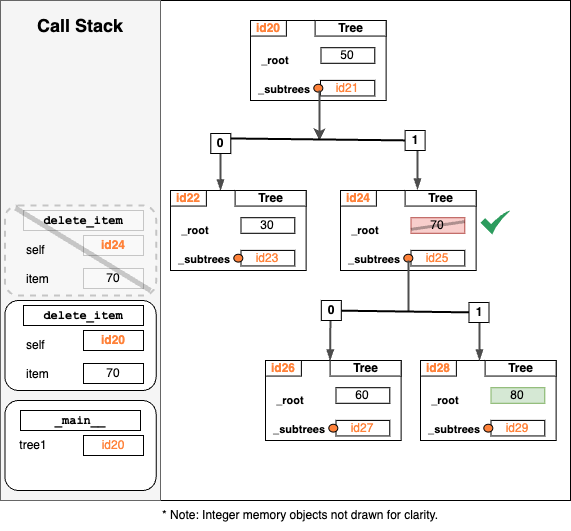 Call Stack
delete_item
self
id24
item
70
delete_item
self
id20
item
70
_main__
tree1
id20
id20
Tree
_root
50
_subtrees
id21
0
1
id22
Tree
_root
30
_subtrees
id23
id24
Tree
_root
70
_subtrees
id25
0
1
id26
Tree
_root
60
_subtrees
id27
id28
Tree
_root
80
_subtrees
id29
* Note: Integer memory objects not drawn for clarity.